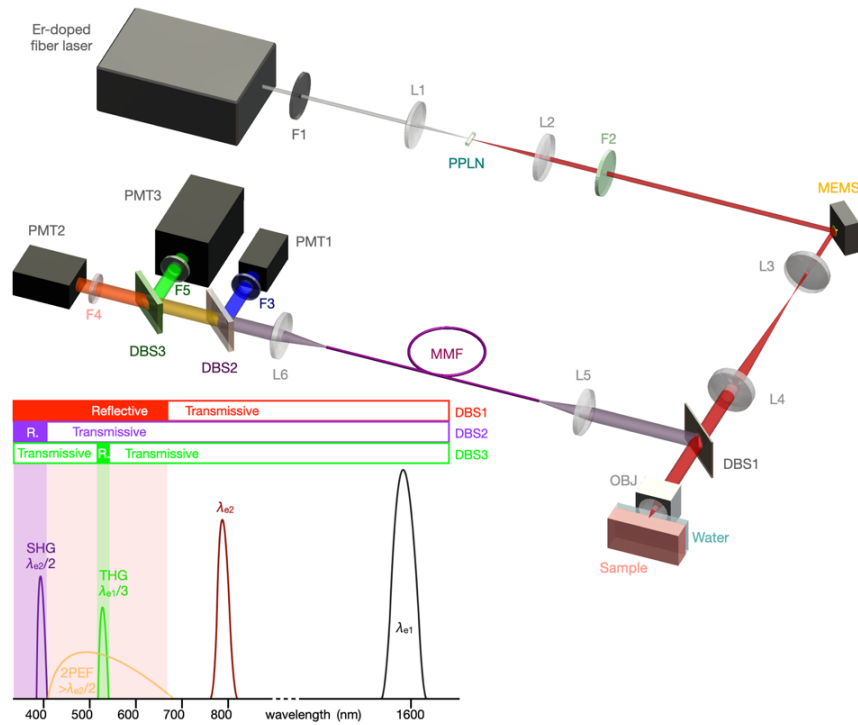 Er-doped
fiber laser
F1
L1
PPLN
L2
F2
MEMS
L3
PMT3
PMT2
PMT1
F5
F3
F4
DBS3
DBS2
L6
MMF
L5
L4
DBS1
OBJ
Water
Sample
Reflective Transmissive DBS1
R. Transmissive DBS2
Transmissive R. Transmissive DBS3
λe2
SHG
λe2/2
THG
λe1/3
λe1
2PEF
>λe2/2
400 500 600 700 800 wavelength (nm) 1600